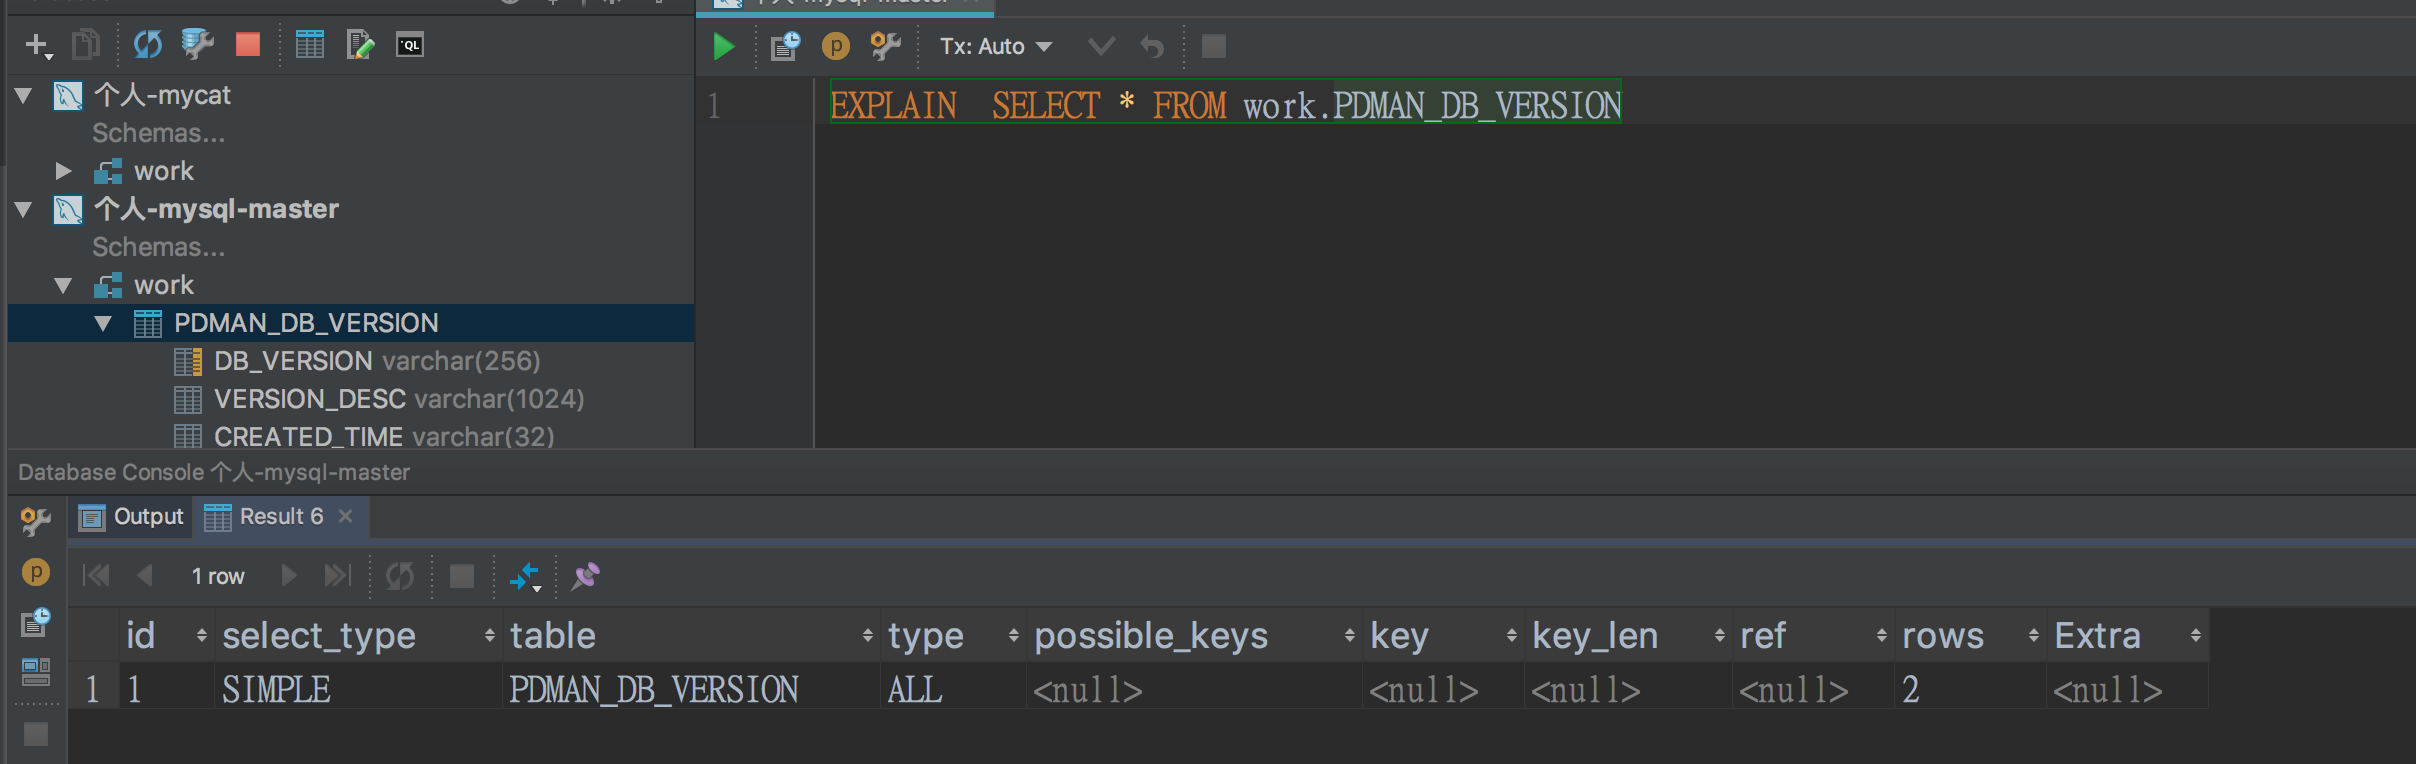 Tx: Auto
个人-mycat
Schemas...
work
个人-mysql-master
Schemas...
work
PDMAN_DB_VERSION
DB_VERSION varchar(256)
VERSION_DESC varchar(1024)
CREATED_TIME varchar(32)
1 EXPLAIN SELECT * FROM work.PDMAN_DB_VERSION
Database Console 个人-mysql-master
Output Result 6
1 row
id select_type table type possible_keys key key_len ref rows Extra
1 1 SIMPLE PDMAN_DB_VERSION ALL <null> <null> <null> <null> 2 <null>